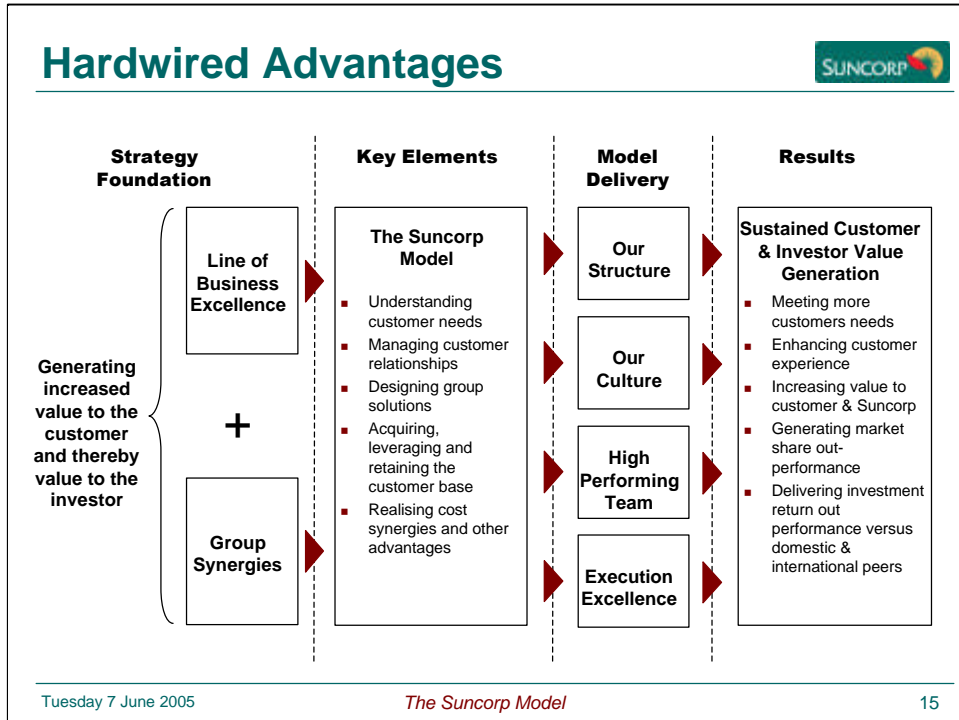 Hardwired Advantages
SUNCORP
Strategy
Foundation
Key Elements
Model
Delivery
Results
Generating
increased
value to the
customer
and thereby
value to the
investor
Line of
Business
Excellence
+
Group
Synergies
The Suncorp
Model
■ Understanding
customer needs
■ Managing customer
relationships
■ Designing group
solutions
■ Acquiring,
leveraging and
retaining the
customer base
■ Realising cost
synergies and other
advantages
Our
Structure
Our
Culture
High
Performing
Team
Execution
Excellence
Sustained Customer
& Investor Value
Generation
■ Meeting more
customers needs
■ Enhancing customer
experience
■ Increasing value to
customer & Suncorp
■ Generating market
share out-
performance
■ Delivering investment
return out
performance versus
domestic &
international peers
Tuesday 7 June 2005
The Suncorp Model
15